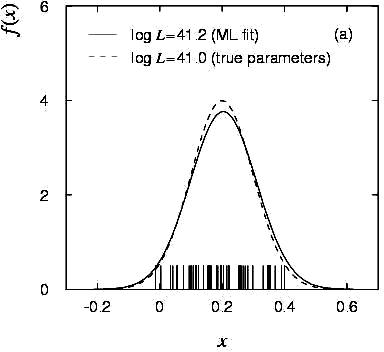 f(x)
6
log L=41.2 (ML fit)
(a)
log L=41.0 (true parameters)
4
2
0
-0.2
0
0.2
0.4
0.6
x